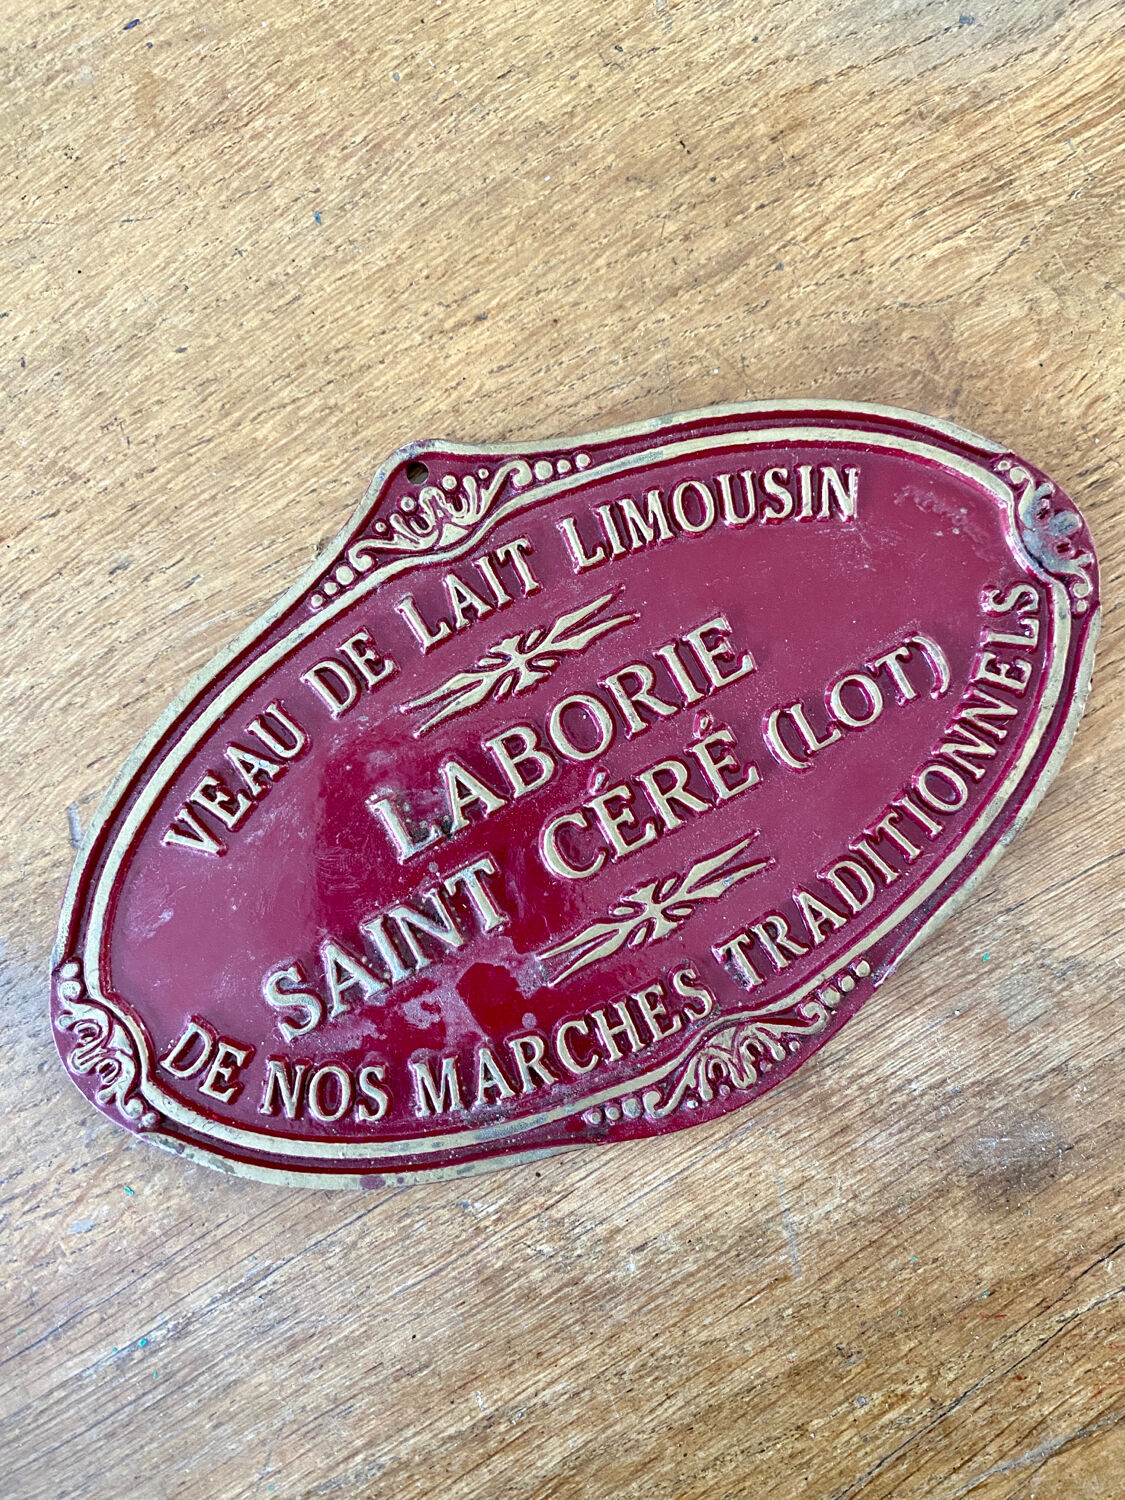 VEAU DE LAIT LIMOUSIN
LABORIE
SAINT CÉRÉ (LOT)
DE NOS MARCHES TRADITIONNELS